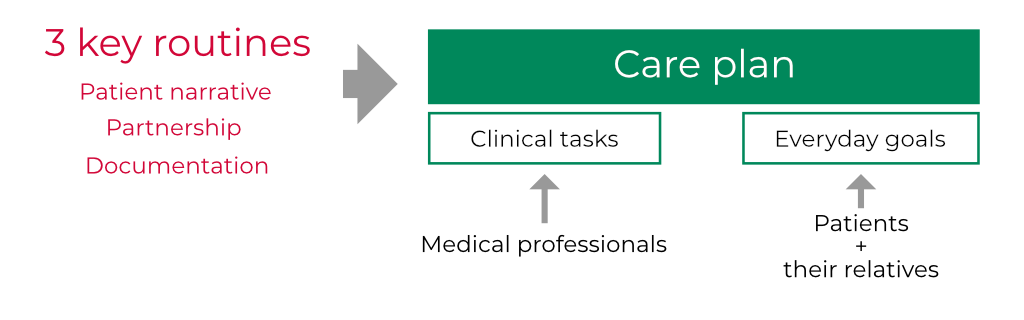 3 key routines
Patient narrative
Partnership
Documentation
Care plan
Clinical tasks
Everyday goals
Medical professionals
Patients
+
their relatives